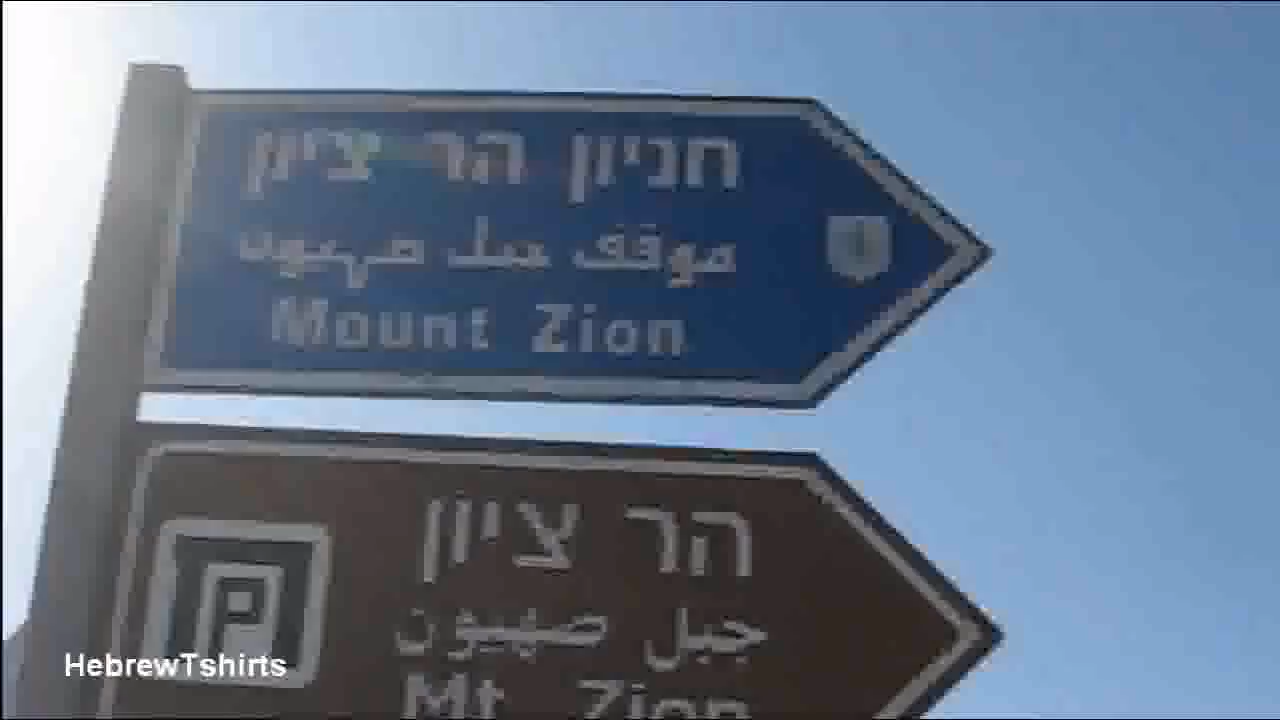 חניון הר ציון
موقف جبل صهيون
Mount Zion
הר ציון
جبل صهيون
Mt. Zion
HebrewTshirts